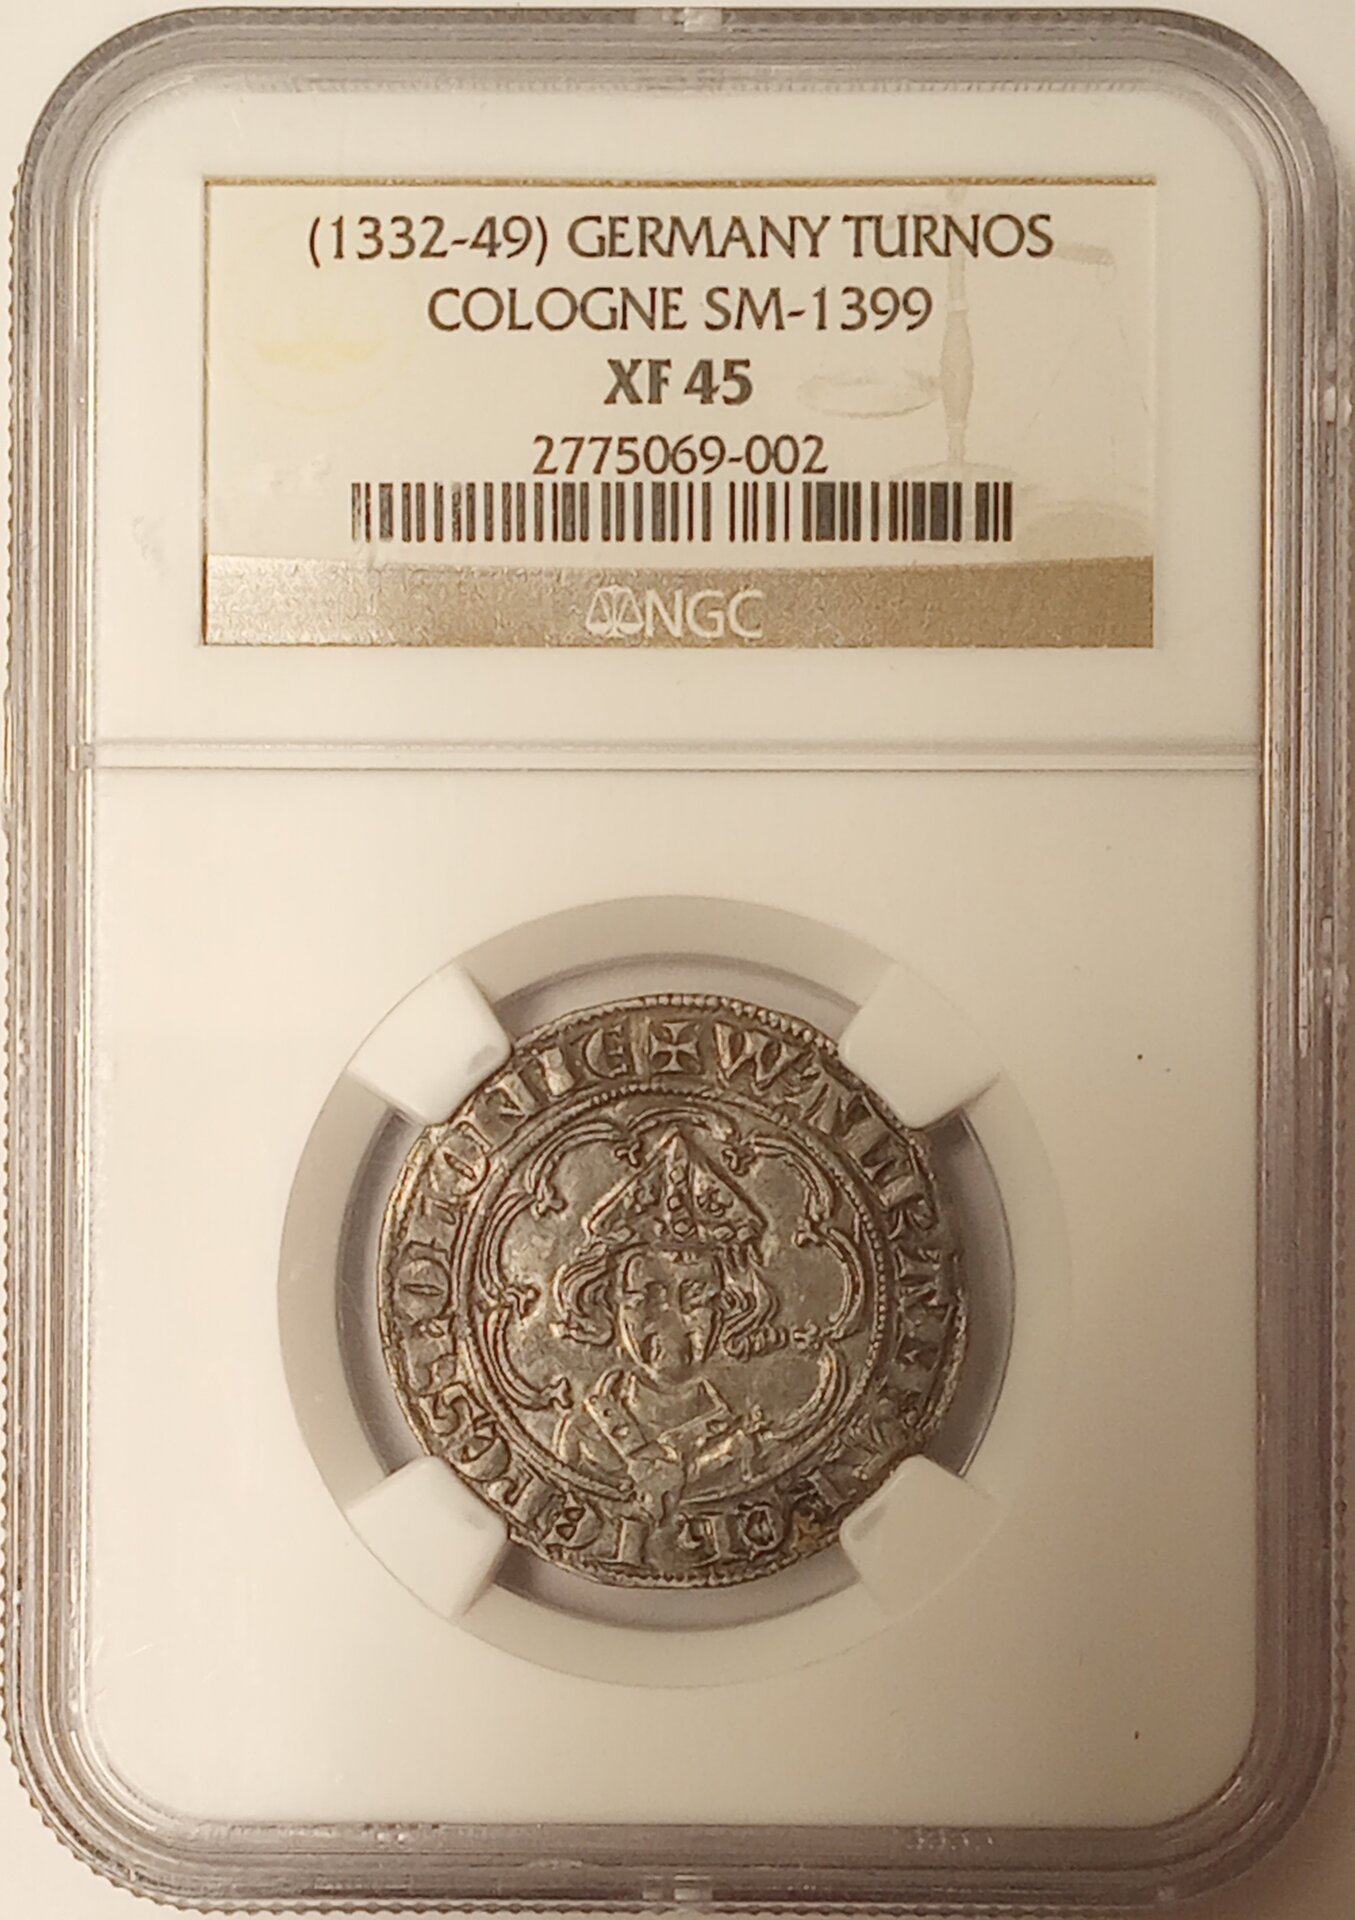 (1332-49) GERMANY TURNOS
COLOGNE SM-1399
XF 45
2775069-002
NGC